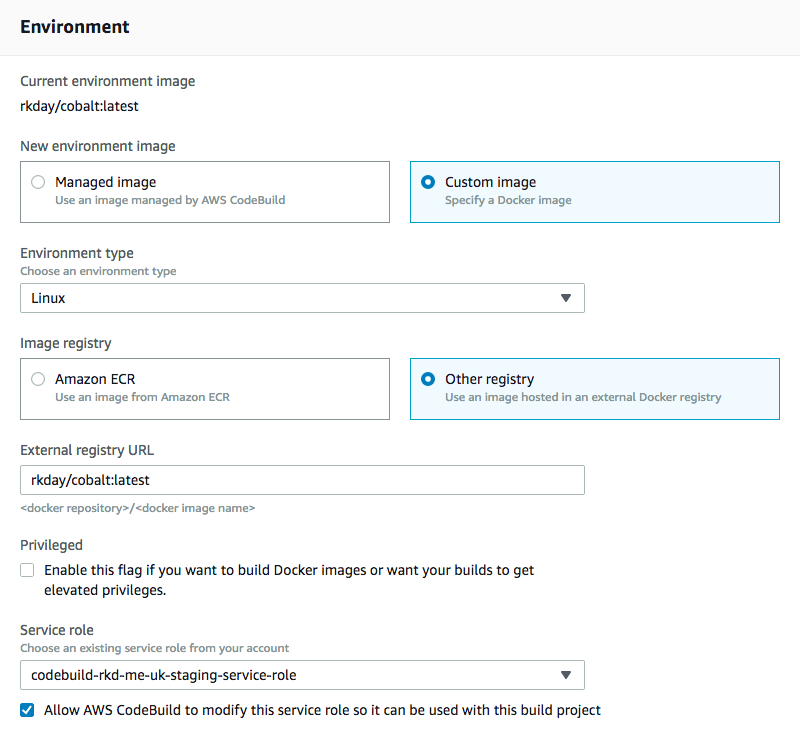 Environment
Current environment image
rkday/cobalt:latest
New environment image
Managed image
Use an image managed by AWS CodeBuild
Custom image
Specify a Docker image
Environment type
Choose an environment type
Linux
Image registry
Amazon ECR
Use an image from Amazon ECR
Other registry
Use an image hosted in an external Docker registry
External registry URL
rkday/cobalt:latest
<docker repository>/<docker image name>
Privileged
Enable this flag if you want to build Docker images or want your builds to get
elevated privileges.
Service role
Choose an existing service role from your account
codebuild-rkd-me-uk-staging-service-role
Allow AWS CodeBuild to modify this service role so it can be used with this build project